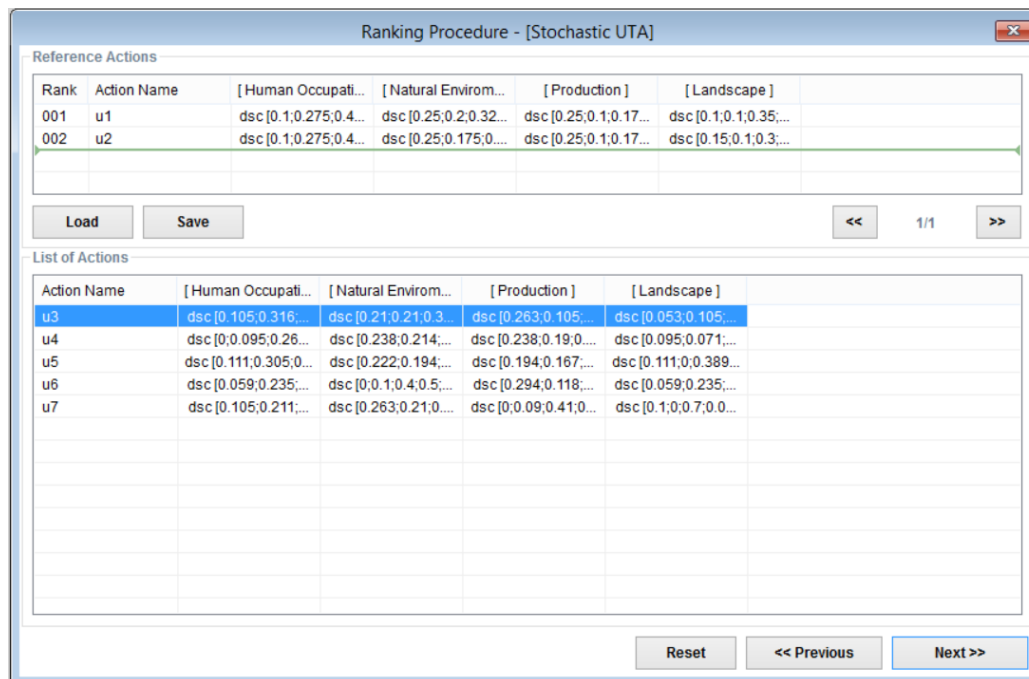 Ranking Procedure - [Stochastic UTA]
Reference Actions
Rank Action Name [ Human Occupati... [ Natural Envirom... [ Production ] [ Landscape ]
001 u1 dsc [0.1;0.275;0.4... dsc [0.25;0.2;0.32... dsc [0.25;0.1;0.17... dsc [0.1;0.1;0.35;...
002 u2 dsc [0.1;0.275;0.4... dsc [0.25;0.175;0.... dsc [0.25;0.1;0.17... dsc [0.15;0.1;0.3;...
Load Save << 1/1 >>
List of Actions
Action Name [ Human Occupati... [ Natural Envirom... [ Production ] [ Landscape ]
u3 dsc [0.105;0.316;... dsc [0.21;0.21;0.3... dsc [0.263;0.105;... dsc [0.053;0.105;...
u4 dsc [0;0.095;0.26... dsc [0.238;0.214;... dsc [0.238;0.19;0.... dsc [0.095;0.071;...
u5 dsc [0.111;0.305;0... dsc [0.222;0.194;... dsc [0.194;0.167;... dsc [0.111;0;0.389...
u6 dsc [0.059;0.235;... dsc [0;0.1;0.4;0.5;... dsc [0.294;0.118;... dsc [0.059;0.235;...
u7 dsc [0.105;0.211;... dsc [0.263;0.21;0.... dsc [0;0.09;0.41;0... dsc [0.1;0;0.7;0.0...
Reset << Previous Next >>